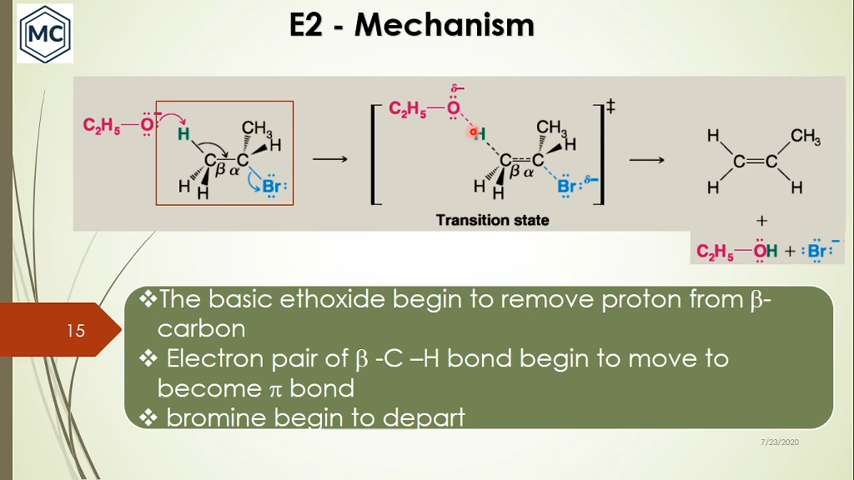 MC
E2 - Mechanism
C₂H₅—Ö:⁻ H CH₃ H C—C β α H H Br:
C₂H₅—Ö δ− H CH₃ H C==C β α H H Br: δ− ‡
H CH₃ C=C H H
Transition state
+
C₂H₅—ÖH + :Br:⁻
15
❖The basic ethoxide begin to remove proton from β-
carbon
❖ Electron pair of β -C –H bond begin to move to
become π bond
❖ bromine begin to depart
7/23/2020